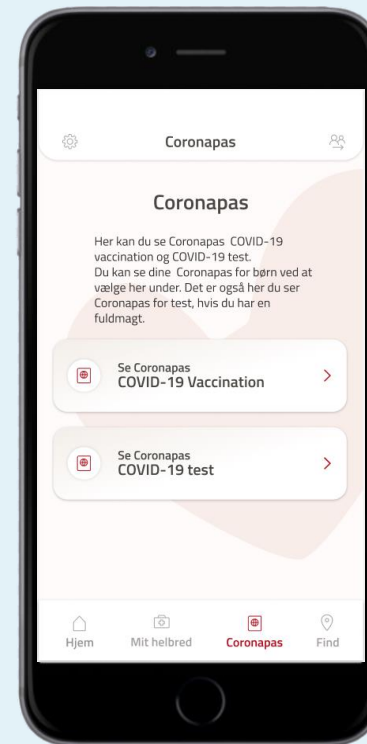 Coronapas
Coronapas
Her kan du se Coronapas COVID-19
vaccination og COVID-19 test.
Du kan se dine Coronapas for børn ved at
vælge her under. Det er også her du ser
Coronapas for test, hvis du har en
fuldmagt.
Se Coronapas
COVID-19 Vaccination
Se Coronapas
COVID-19 test
Hjem Mit helbred Coronapas Find